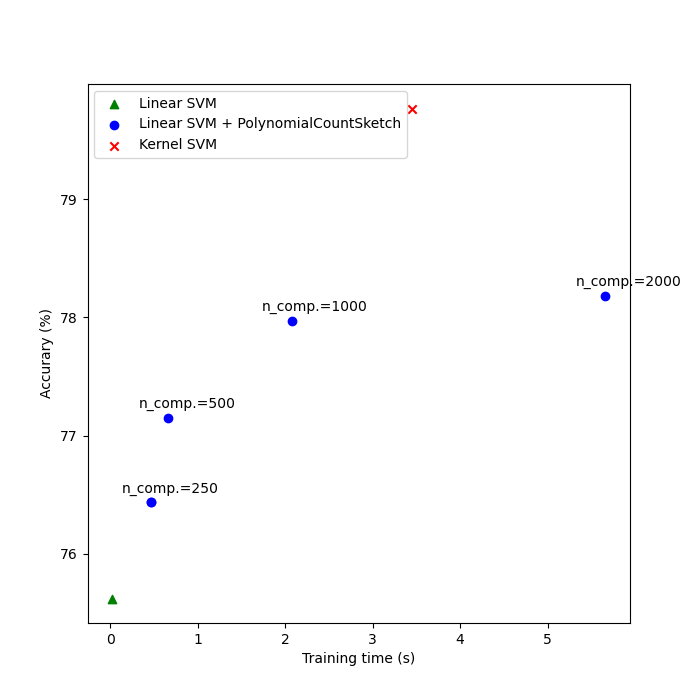 Linear SVM
Linear SVM + PolynomialCountSketch
Kernel SVM
79
n_comp.=2000
78
n_comp.=1000
n_comp.=500
77
n_comp.=250
76
Accurary (%)
0 1 2 3 4 5
Training time (s)